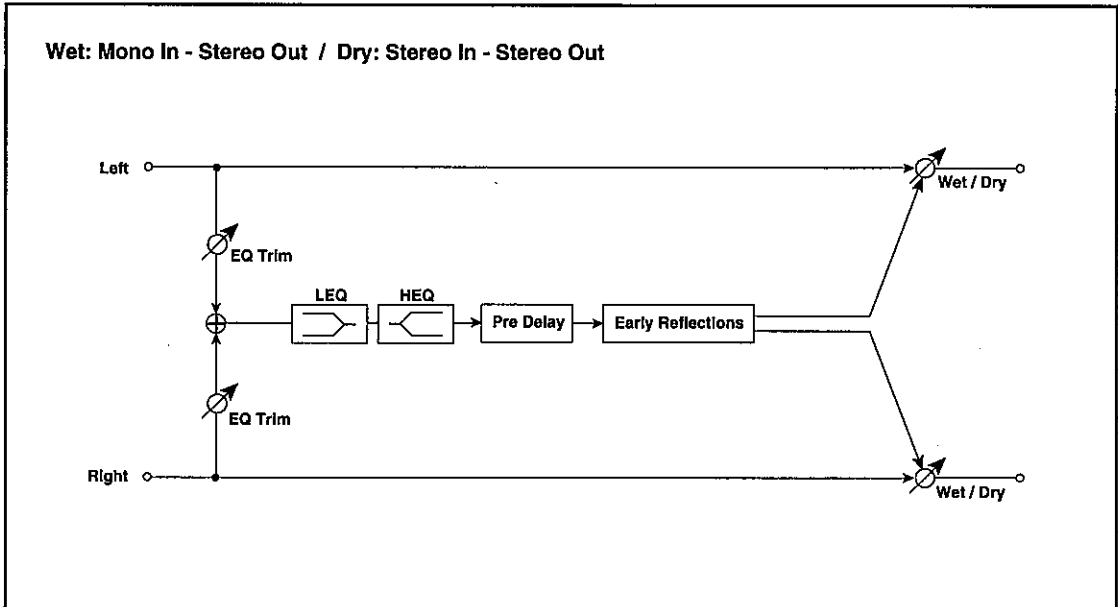 Wet: Mono In - Stereo Out / Dry: Stereo In - Stereo Out
Left
Wet / Dry
EQ Trim
LEQ
HEQ
Pre Delay
Early Reflections
EQ Trim
Right
Wet / Dry